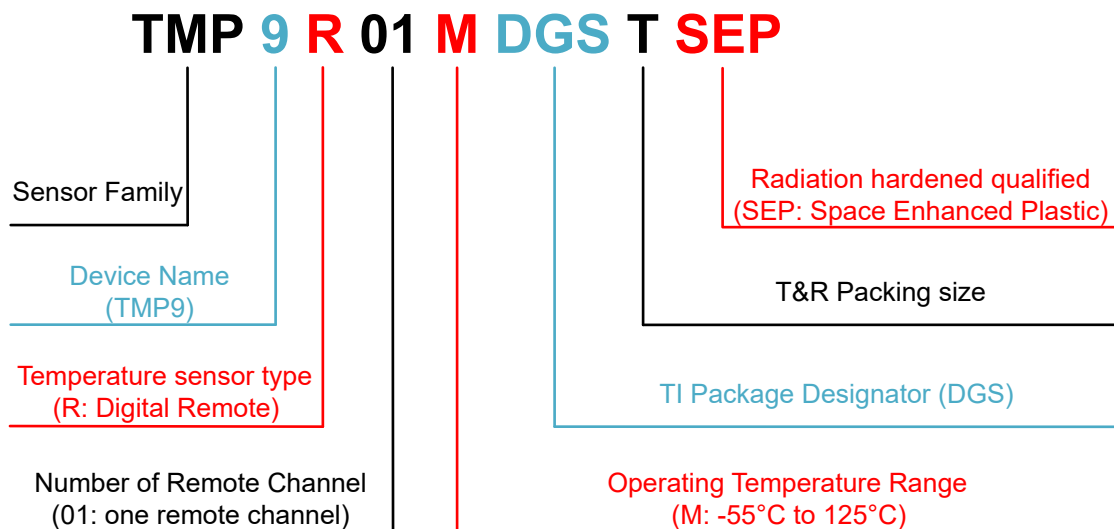 TMP 9 R 01 M DGS T SEP
Sensor Family
Radiation hardened qualified
(SEP: Space Enhanced Plastic)
Device Name
(TMP9)
T&R Packing size
Temperature sensor type
(R: Digital Remote)
TI Package Designator (DGS)
Number of Remote Channel
(01: one remote channel)
Operating Temperature Range
(M: -55°C to 125°C)